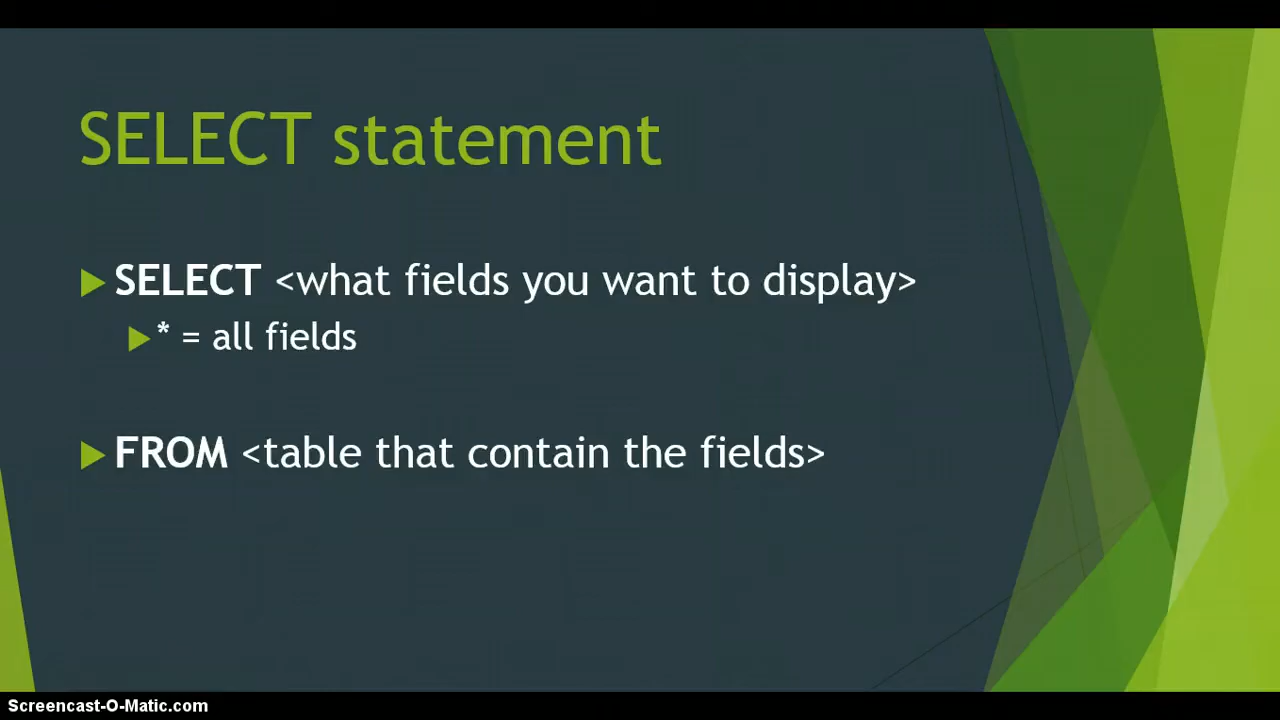 SELECT statement
SELECT <what fields you want to display>
* = all fields
FROM <table that contain the fields>
Screencast-O-Matic.com